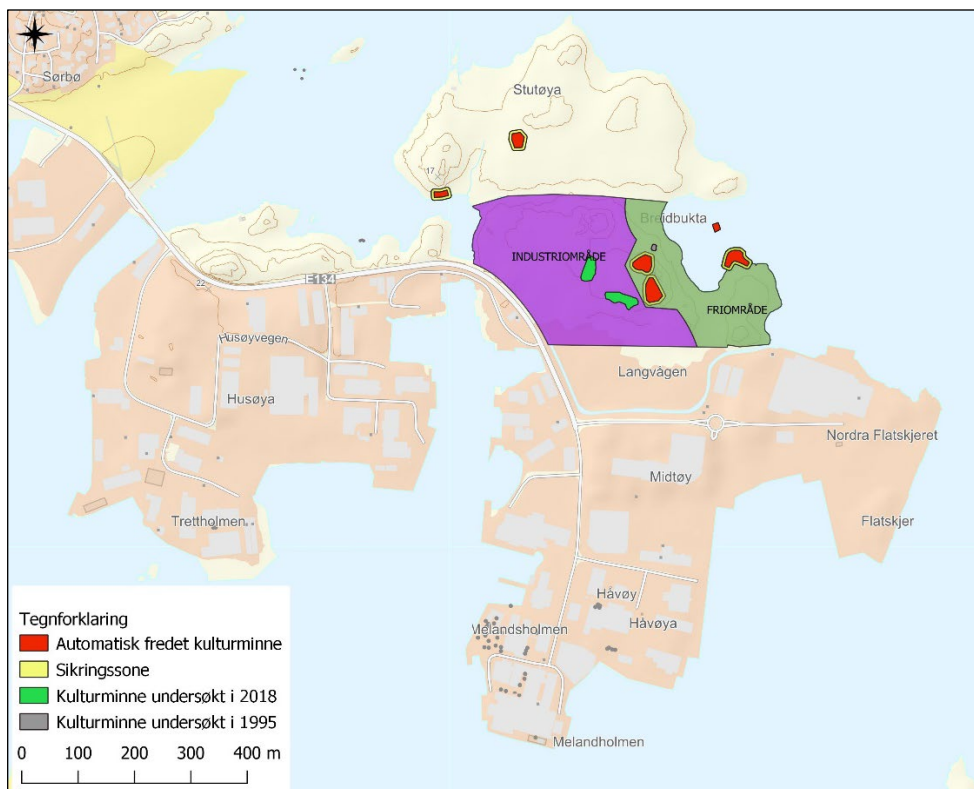 Sørbø
Stutøya
17
Breidbukta
INDUSTRIOMRÅDE
E134
22
FRIOMRÅDE
Husøyvegen
Langvågen
Husøya
Nordra Flatskjeret
Midtøy
Trettholmen
Flatskjer
Håvøy
Håvøya
Melandsholmen
Melandholmen
Tegnforklaring
Automatisk fredet kulturminne
Sikringssone
Kulturminne undersøkt i 2018
Kulturminne undersøkt i 1995
0 100 200 300 400 m